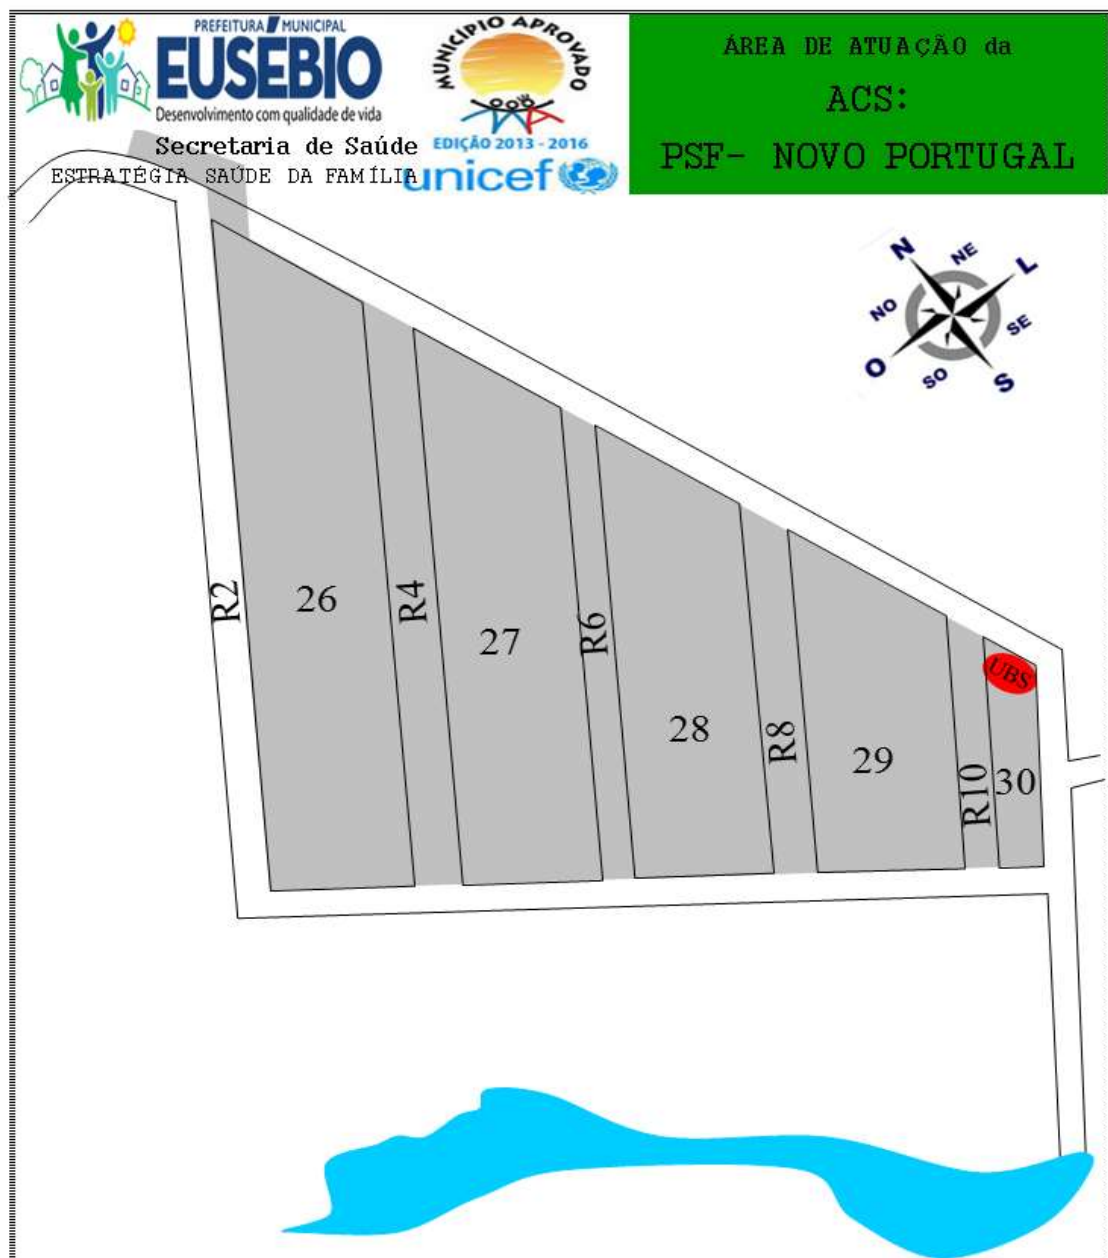 PREFEITURA MUNICIPAL
EUSÉBIO
Desenvolvimento com qualidade de vida
Secretaria de Saúde
ESTRATÉGIA SAÚDE DA FAMÍLIA
MUNICÍPIO APROVADO
EDIÇÃO 2013 - 2016
unicef
ÁREA DE ATUAÇÃO da
ACS:
PSF- NOVO PORTUGAL
N
NE
L
NO
SE
O
SO
S
R2
26
R4
27
R6
28
R8
29
R10
30
UBS